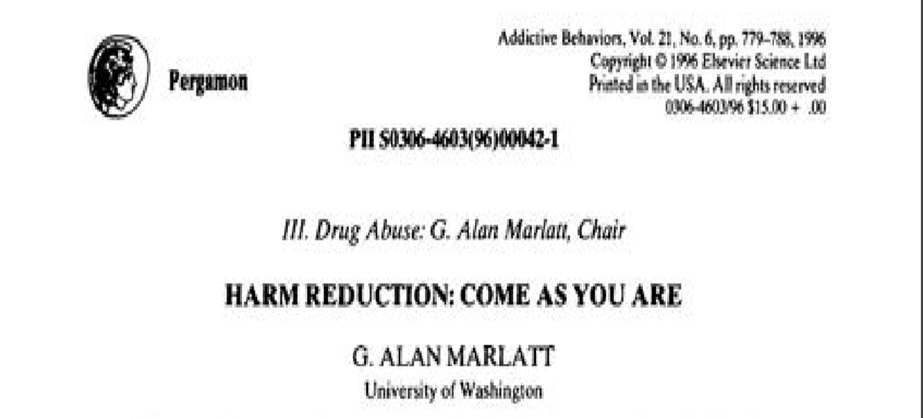 Addictive Behaviors, Vol. 21, No. 6, pp. 779–788, 1996
Copyright © 1996 Elsevier Science Ltd
Printed in the USA. All rights reserved
0306-4603/96 $15.00 + .00
Pergamon
PII S0306-4603(96)00042-1
III. Drug Abuse: G. Alan Marlatt, Chair
HARM REDUCTION: COME AS YOU ARE
G. ALAN MARLATT
University of Washington